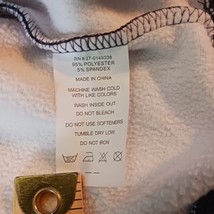 RN#27-0149338
95% POLYESTER
5% SPANDEX
MADE IN CHINA
MACHINE WASH COLD
WITH LIKE COLORS
WASH INSIDE OUT
DO NOT BLEACH
DO NOT USE SOFTENERS
TUMBLE DRY LOW
DO NOT IRON